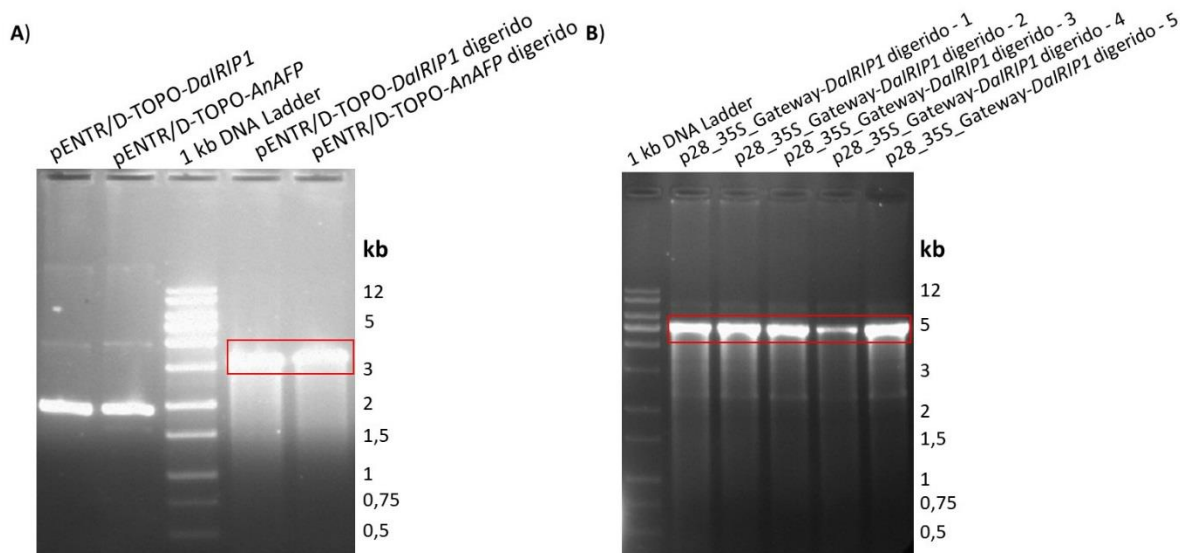 A)
pENTR/D-TOPO-DaIRIP1
pENTR/D-TOPO-AnAFP
1 kb DNA Ladder
pENTR/D-TOPO-DaIRIP1 digerido
pENTR/D-TOPO-AnAFP digerido
kb
12
5
3
2
1,5
1
0,75
0,5
B)
1 kb DNA Ladder
p28_35S_Gateway-DaIRIP1 digerido - 1
p28_35S_Gateway-DaIRIP1 digerido - 2
p28_35S_Gateway-DaIRIP1 digerido - 3
p28_35S_Gateway-DaIRIP1 digerido - 4
p28_35S_Gateway-DaIRIP1 digerido - 5
kb
12
5
3
2
1,5
1
0,75
0,5